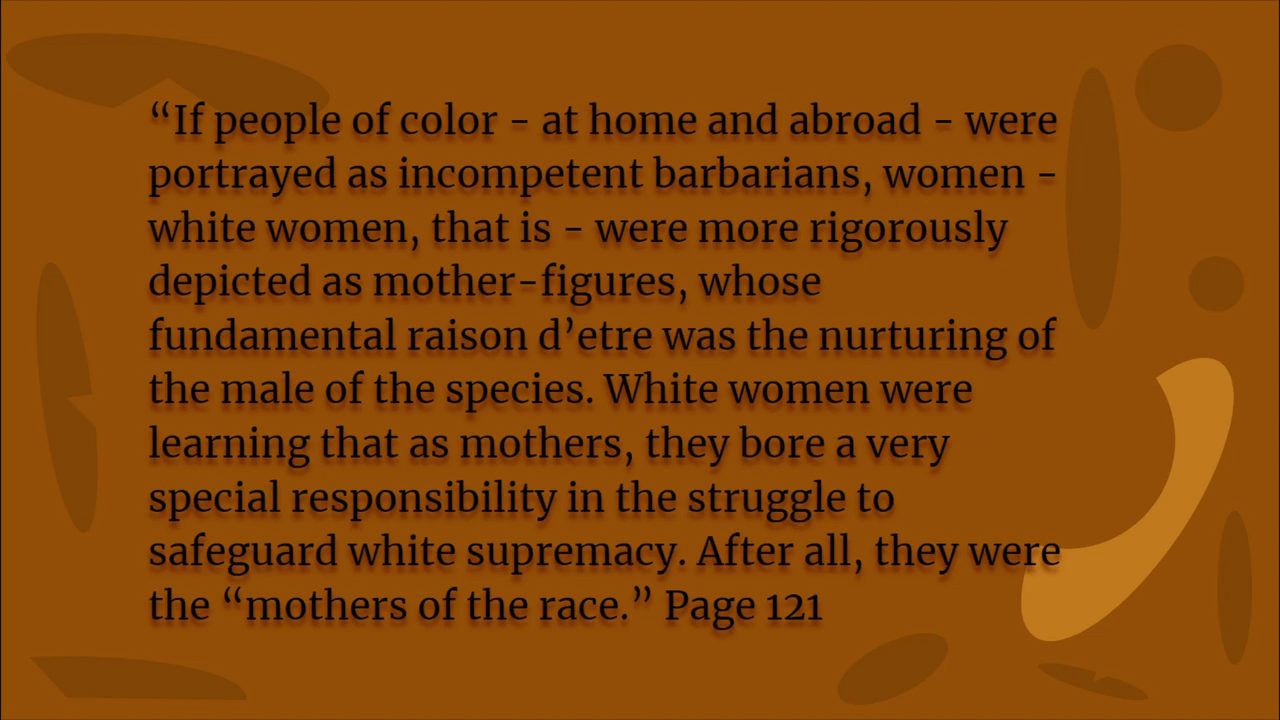 “If people of color - at home and abroad - were
portrayed as incompetent barbarians, women -
white women, that is - were more rigorously
depicted as mother-figures, whose
fundamental raison d’etre was the nurturing of
the male of the species. White women were
learning that as mothers, they bore a very
special responsibility in the struggle to
safeguard white supremacy. After all, they were
the “mothers of the race.” Page 121